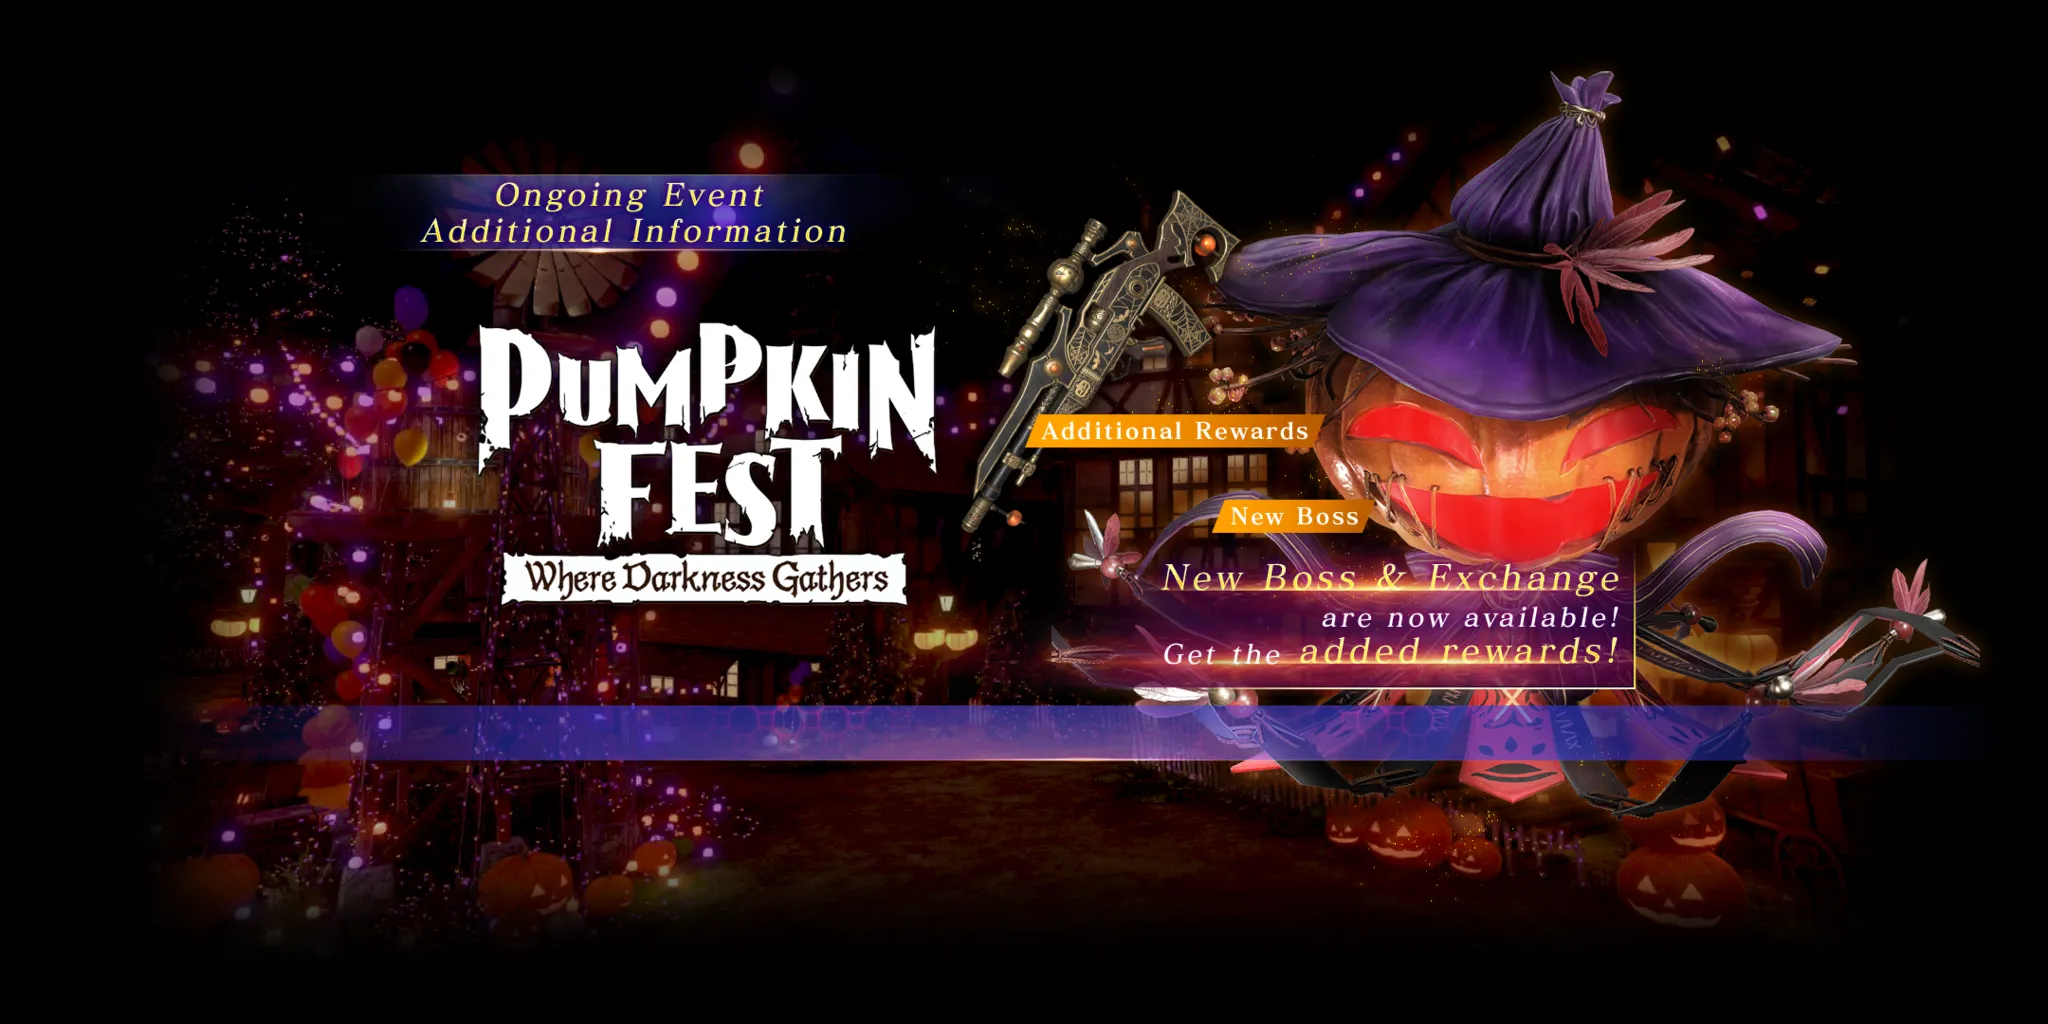 Ongoing Event
Additional Information
PUMPKIN
FEST
Where Darkness Gathers
Additional Rewards
New Boss
New Boss & Exchange
are now available!
Get the added rewards!